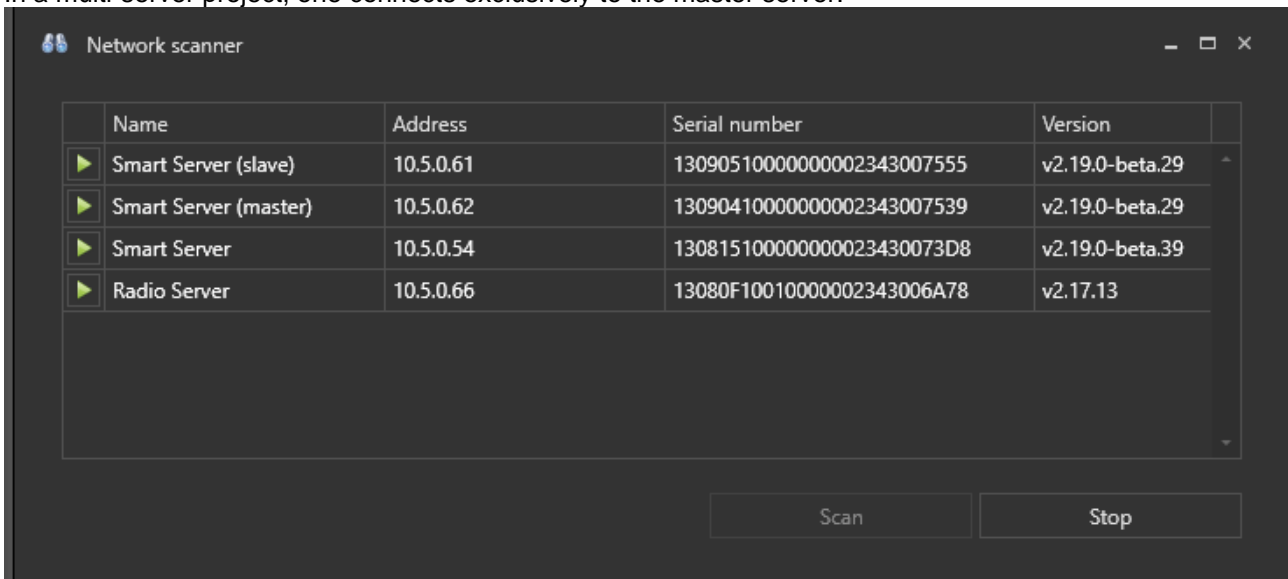 In a multi-server project, one connects exclusively to the master server.
Network scanner
Name Address Serial number Version
Smart Server (slave) 10.5.0.61 13090510000000002343007555 v2.19.0-beta.29
Smart Server (master) 10.5.0.62 13090410000000002343007539 v2.19.0-beta.29
Smart Server 10.5.0.54 130815100000000023430073D8 v2.19.0-beta.39
Radio Server 10.5.0.66 13080F10010000002343006A78 v2.17.13
Scan Stop